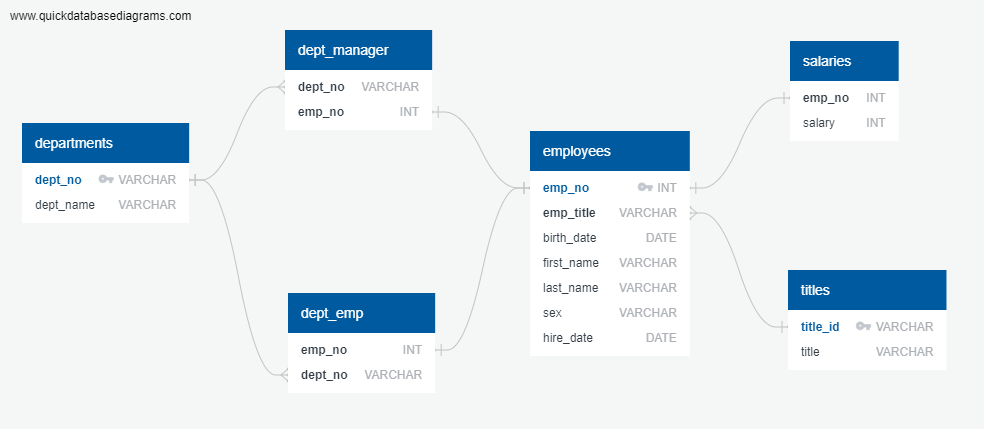 www.quickdatabasediagrams.com
departments
dept_no VARCHAR
dept_name VARCHAR
dept_manager
dept_no VARCHAR
emp_no INT
dept_emp
emp_no INT
dept_no VARCHAR
employees
emp_no INT
emp_title VARCHAR
birth_date DATE
first_name VARCHAR
last_name VARCHAR
sex VARCHAR
hire_date DATE
salaries
emp_no INT
salary INT
titles
title_id VARCHAR
title VARCHAR